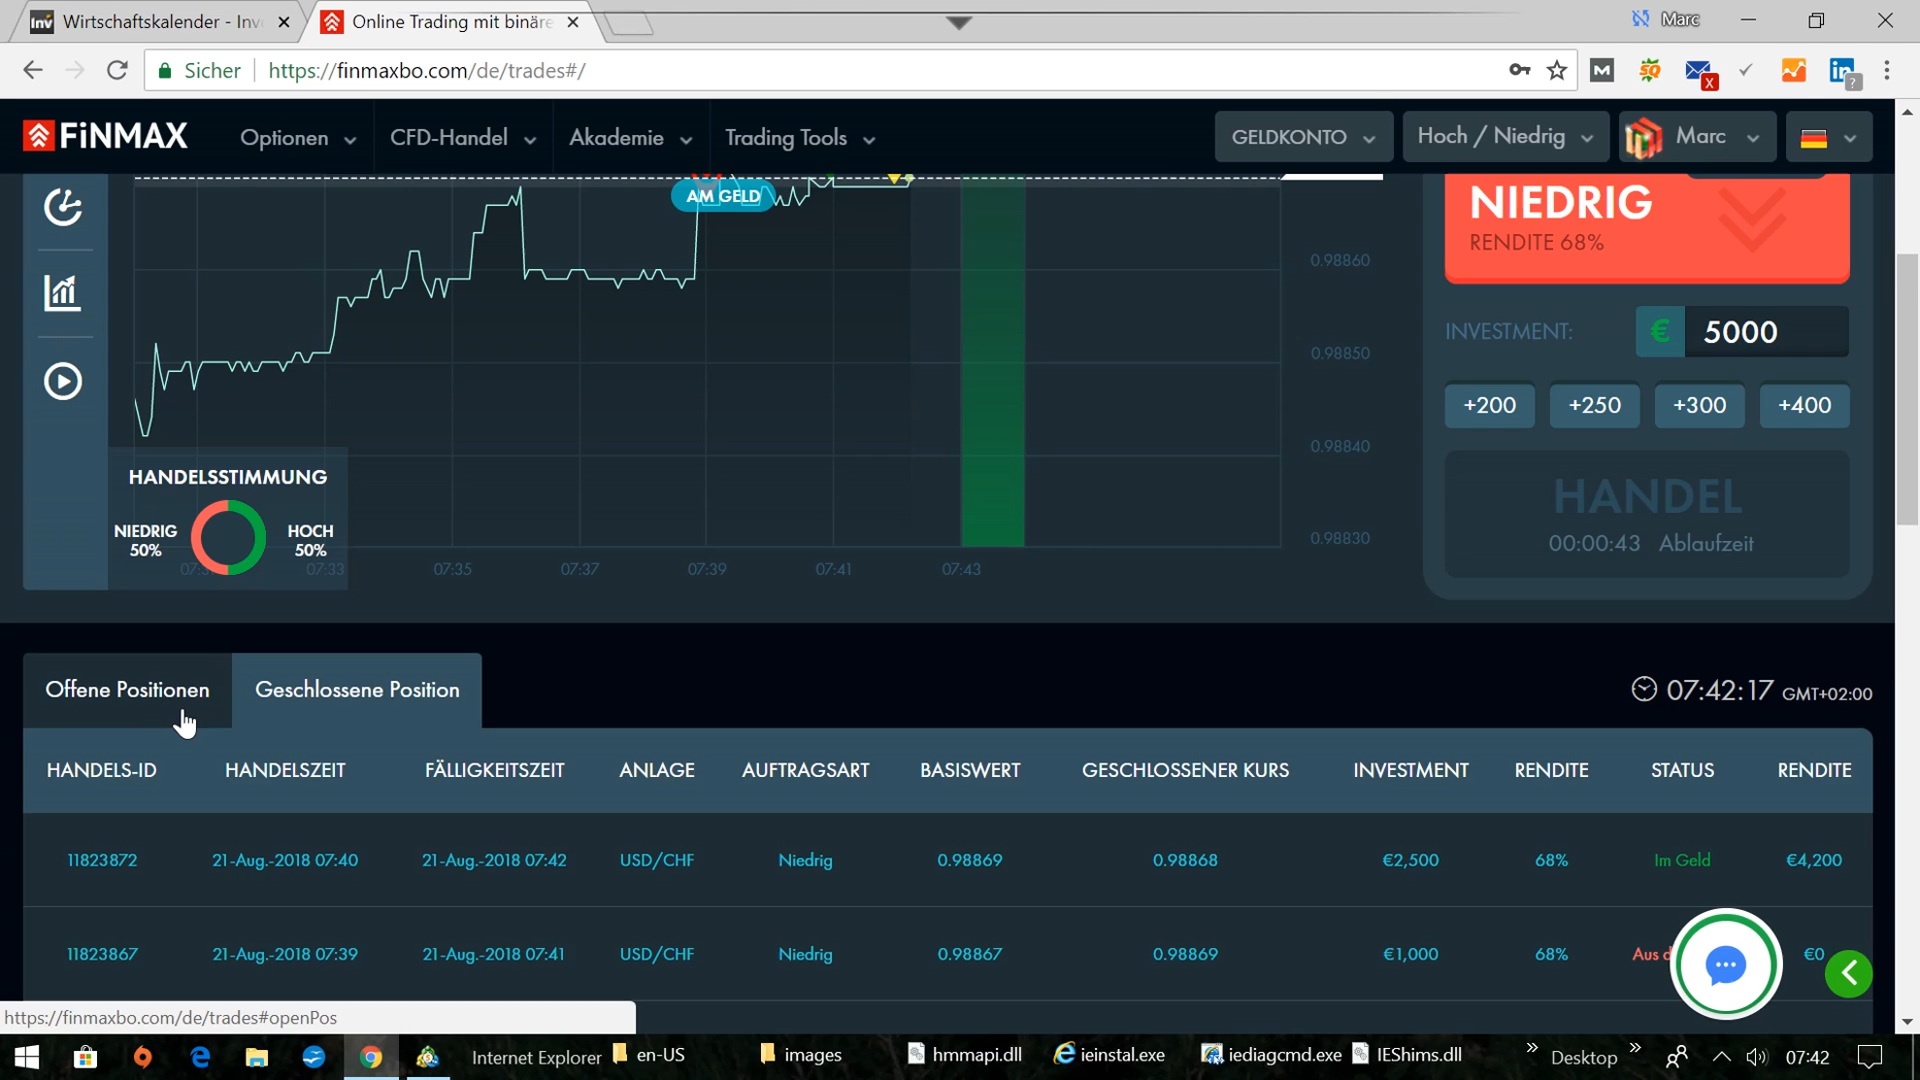 Wirtschaftskalender - Inv
Online Trading mit binäre
Marc
Sicher
https://finmaxbo.com/de/trades#/
FiNMAX
Optionen
CFD-Handel
Akademie
Trading Tools
GELDKONTO
Hoch / Niedrig
Marc
AM GELD
NIEDRIG
RENDITE 68%
0.98860
0.98850
0.98840
0.98830
INVESTMENT:
€
5000
+200
+250
+300
+400
HANDEL
00:00:43 Ablaufzeit
HANDELSSTIMMUNG
NIEDRIG
50%
HOCH
50%
07:33
07:35
07:37
07:39
07:41
07:43
Offene Positionen
Geschlossene Position
07:42:17 GMT+02:00
HANDELS-ID HANDELSZEIT FÄLLIGKEITSZEIT ANLAGE AUFTRAGSART BASISWERT GESCHLOSSENER KURS INVESTMENT RENDITE STATUS RENDITE
11823872 21-Aug.-2018 07:40 21-Aug.-2018 07:42 USD/CHF Niedrig 0.98869 0.98868 €2,500 68% Im Geld €4,200
11823867 21-Aug.-2018 07:39 21-Aug.-2018 07:41 USD/CHF Niedrig 0.98867 0.98869 €1,000 68% Aus €0
https://finmaxbo.com/de/trades#openPos
Internet Explorer
en-US
images
hmmapi.dll
ieinstal.exe
iediagcmd.exe
IEShims.dll
Desktop
07:42